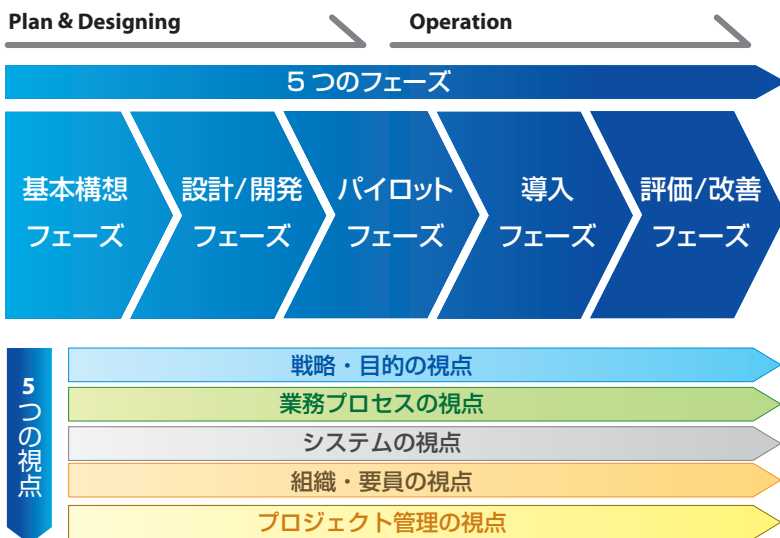 Plan & Designing
Operation
5つのフェーズ
基本構想
フェーズ
設計/開発
フェーズ
パイロット
フェーズ
導入
フェーズ
評価/改善
フェーズ
5つの視点
戦略・目的の視点
業務プロセスの視点
システムの視点
組織・要員の視点
プロジェクト管理の視点